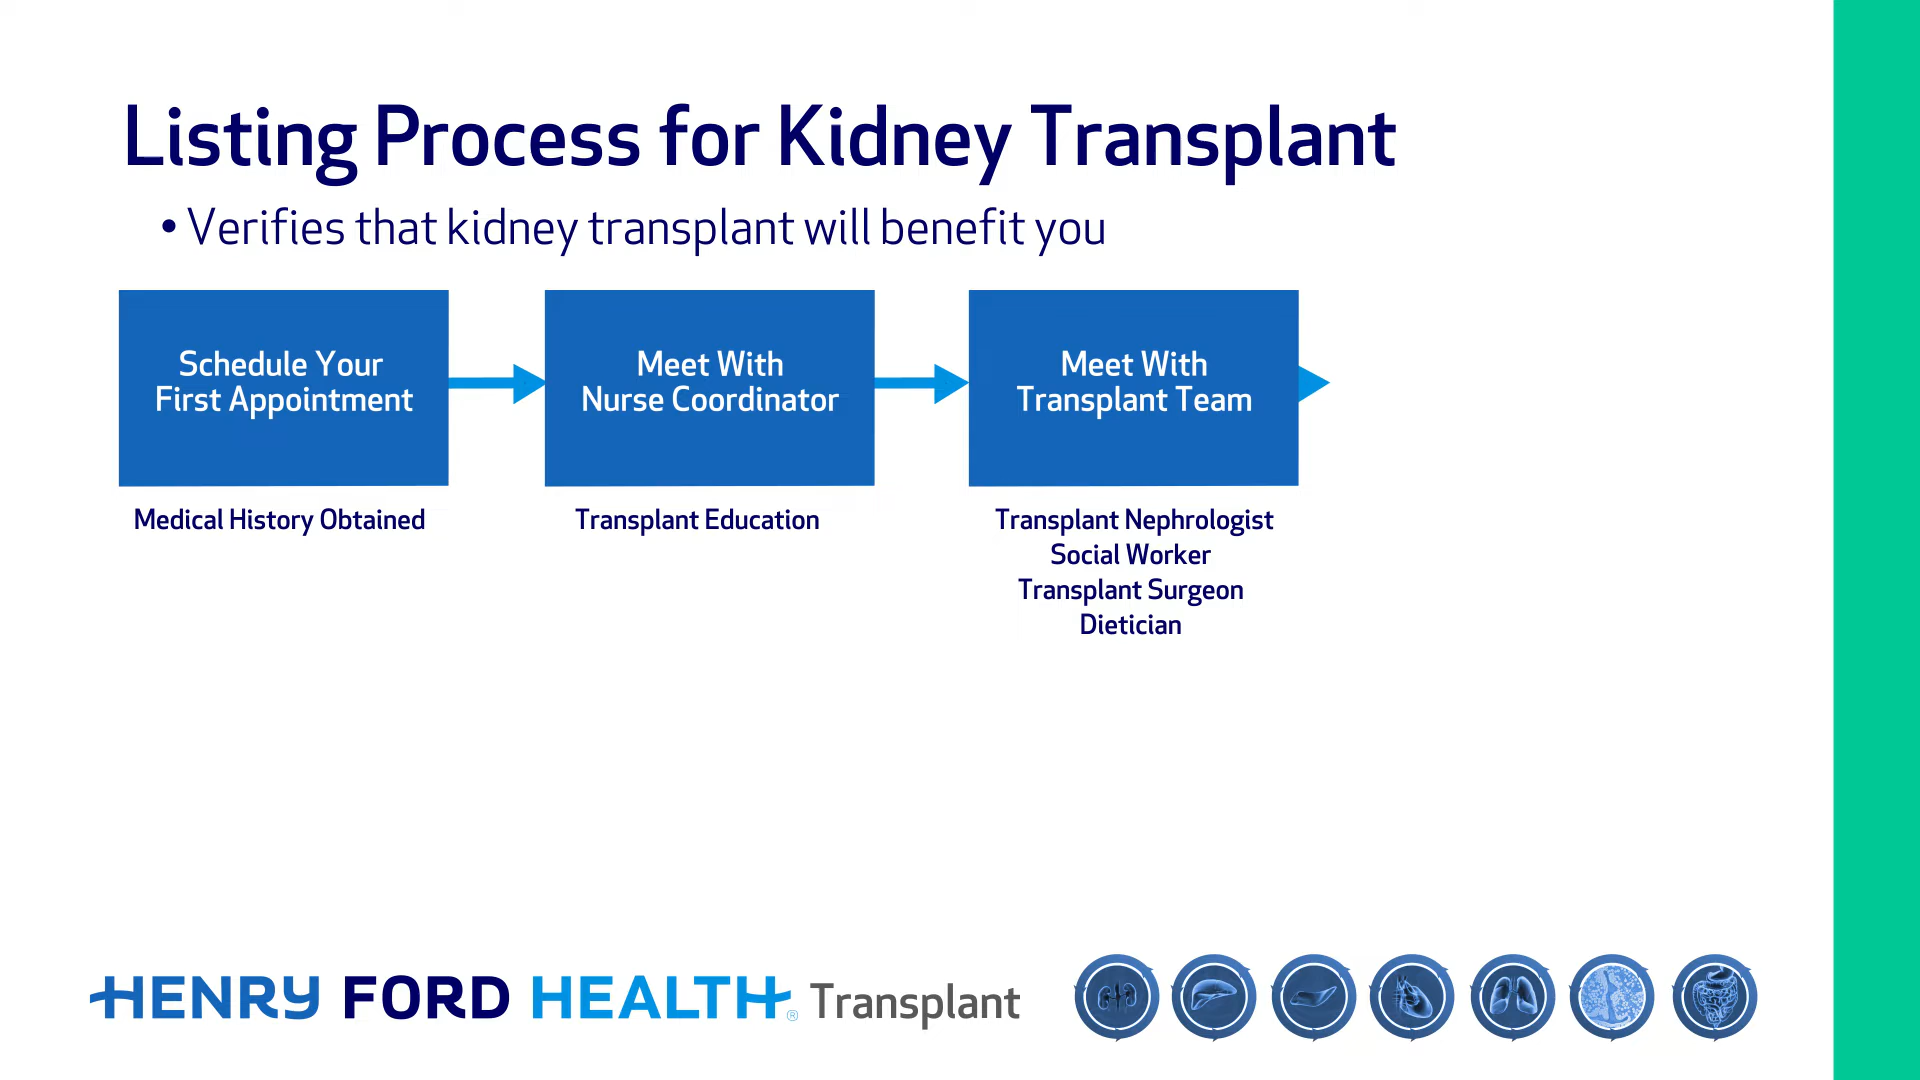 Listing Process for Kidney Transplant
• Verifies that kidney transplant will benefit you
Schedule Your
First Appointment
Meet With
Nurse Coordinator
Meet With
Transplant Team
Medical History Obtained
Transplant Education
Transplant Nephrologist
Social Worker
Transplant Surgeon
Dietician
HENRY FORD HEALTH® Transplant